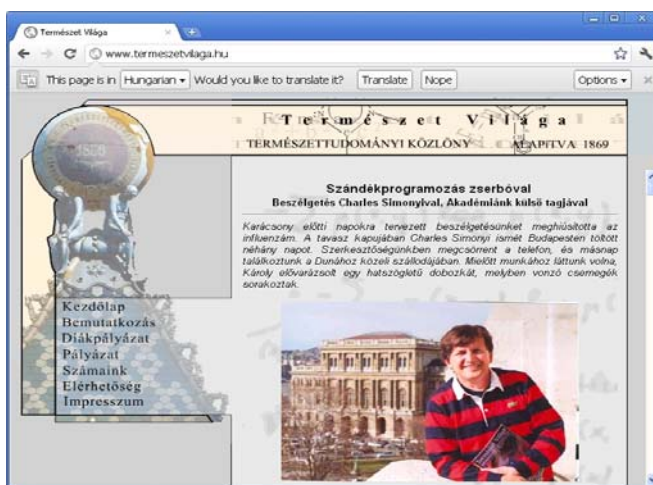 Természet Világa
www.termeszetvilaga.hu
This page is in Hungarian Would you like to translate it? Translate Nope Options
Természet Világa
TERMÉSZETTUDOMÁNYI KÖZLÖNY ALAPÍTVA 1869
1869
Szándékprogramozás zserbóval
Beszélgetés Charles Simonyival, Akadémiánk külső tagjával
Karácsony előtti napokra tervezett beszélgetésünket meghiúsította az
influenzám. A tavasz kapujában Charles Simonyi ismét Budapesten töltött
néhány napot. Szerkesztőségünkben megcsörrent a telefon, és másnap
találkoztunk a Dunához közeli szállodájában. Mielőtt munkához láttunk volna,
Károly elővarázsolt egy hatszögletű dobozkát, melyben vonzó csemegék
sorakoztak.
Kezdőlap
Bemutatkozás
Diákpályázat
Pályázat
Számaink
Elérhetőség
Impresszum